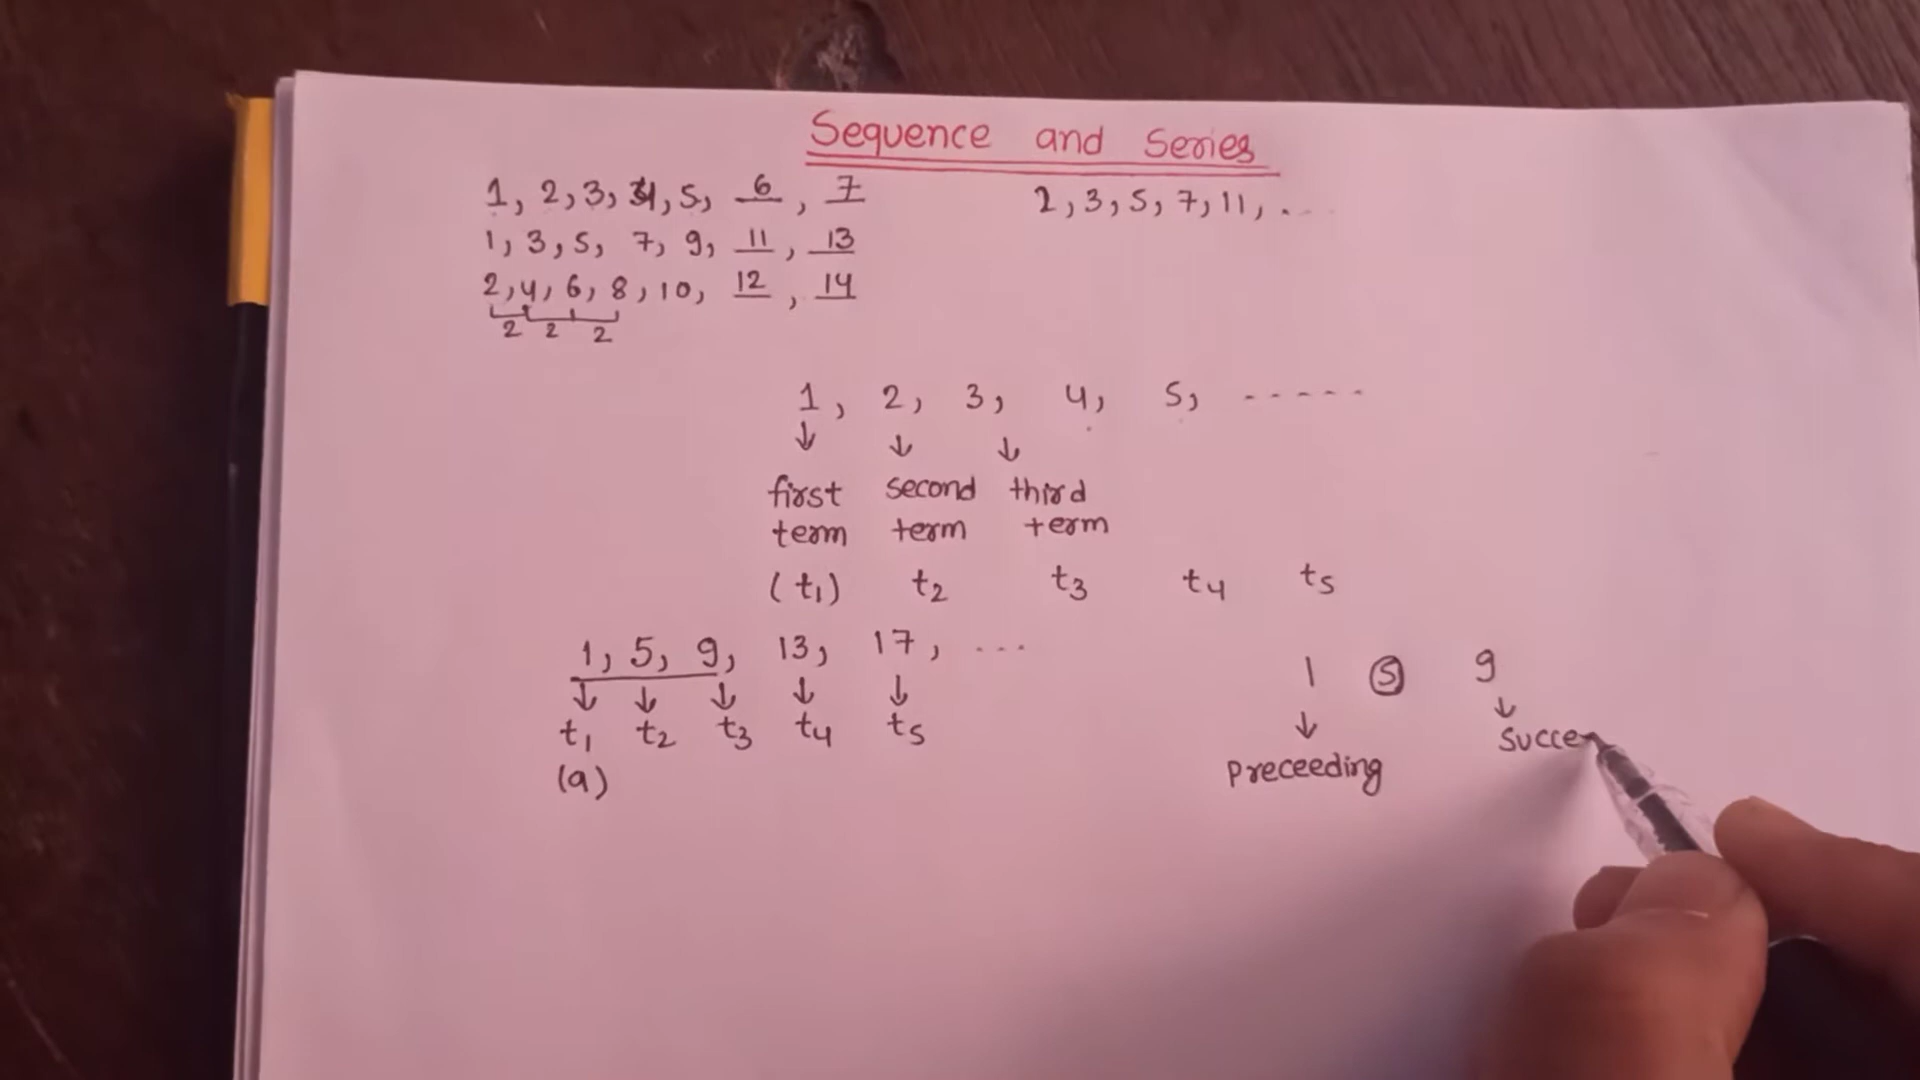 Sequence and Series
1, 2, 3, 4, 5, 6, 7
2, 3, 5, 7, 11, ....
1, 3, 5, 7, 9, 11, 13
2, 4, 6, 8, 10, 12, 14
2 2 2
1, 2, 3, 4, 5, -----
↓ ↓ ↓
first second third
term term term
(t₁) t₂ t₃ t₄ t₅
1, 5, 9, 13, 17, ...
↓ ↓ ↓ ↓ ↓
t₁ t₂ t₃ t₄ t₅
(a)
1 5 9
↓ ↓
preceeding Succe